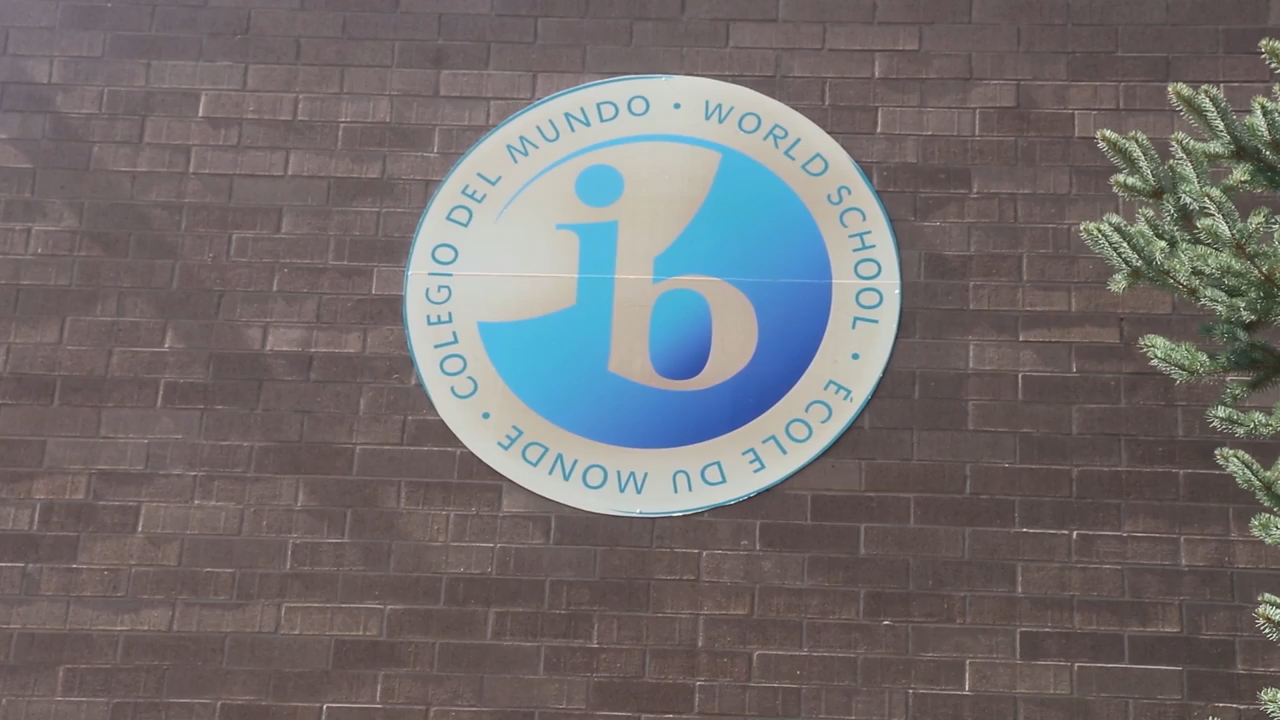 COLEGIO DEL MUNDO • WORLD SCHOOL • ÉCOLE DU MONDE •
ib